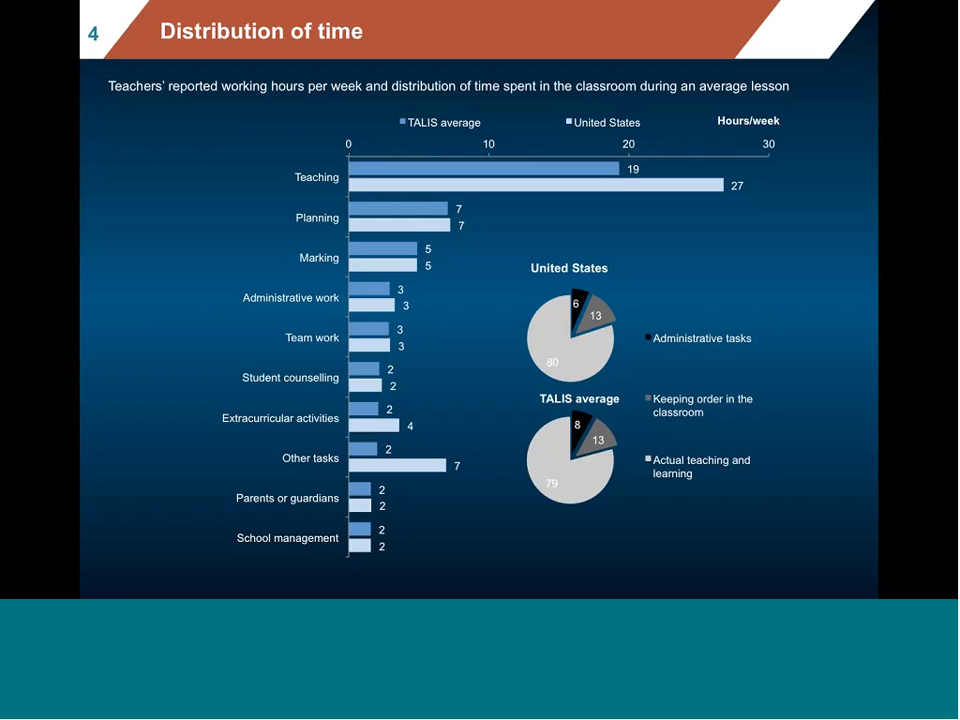 4
Distribution of time
Teachers’ reported working hours per week and distribution of time spent in the classroom during an average lesson
TALIS average
United States
Hours/week
0 10 20 30
Teaching
19
27
Planning
7
7
Marking
5
5
Administrative work
3
3
Team work
3
3
Student counselling
2
2
Extracurricular activities
2
4
Other tasks
2
7
Parents or guardians
2
2
School management
2
2
United States
6
13
80
TALIS average
8
13
79
Administrative tasks
Keeping order in the
classroom
Actual teaching and
learning